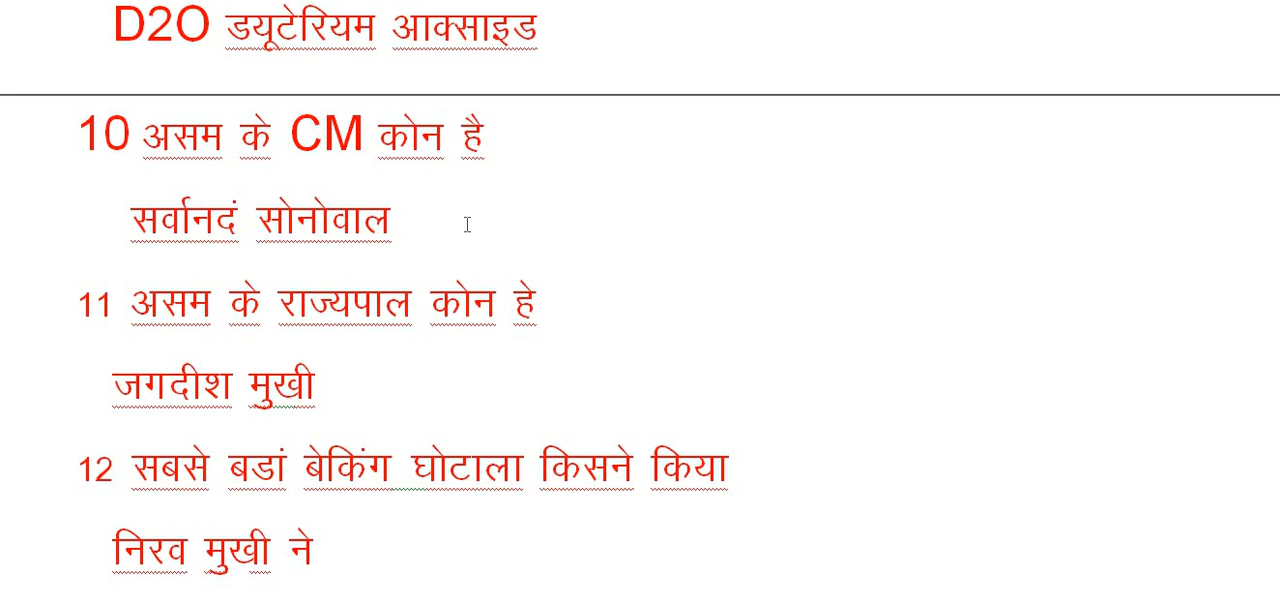 D2O डयूटेरियम आक्साइड
10 असम के CM कोन है
सर्वानदं सोनोवाल
11 असम के राज्यपाल कोन हे
जगदीश मुखी
12 सबसे बडां बेकिंग घोटाला किसने किया
निरव मुखी ने